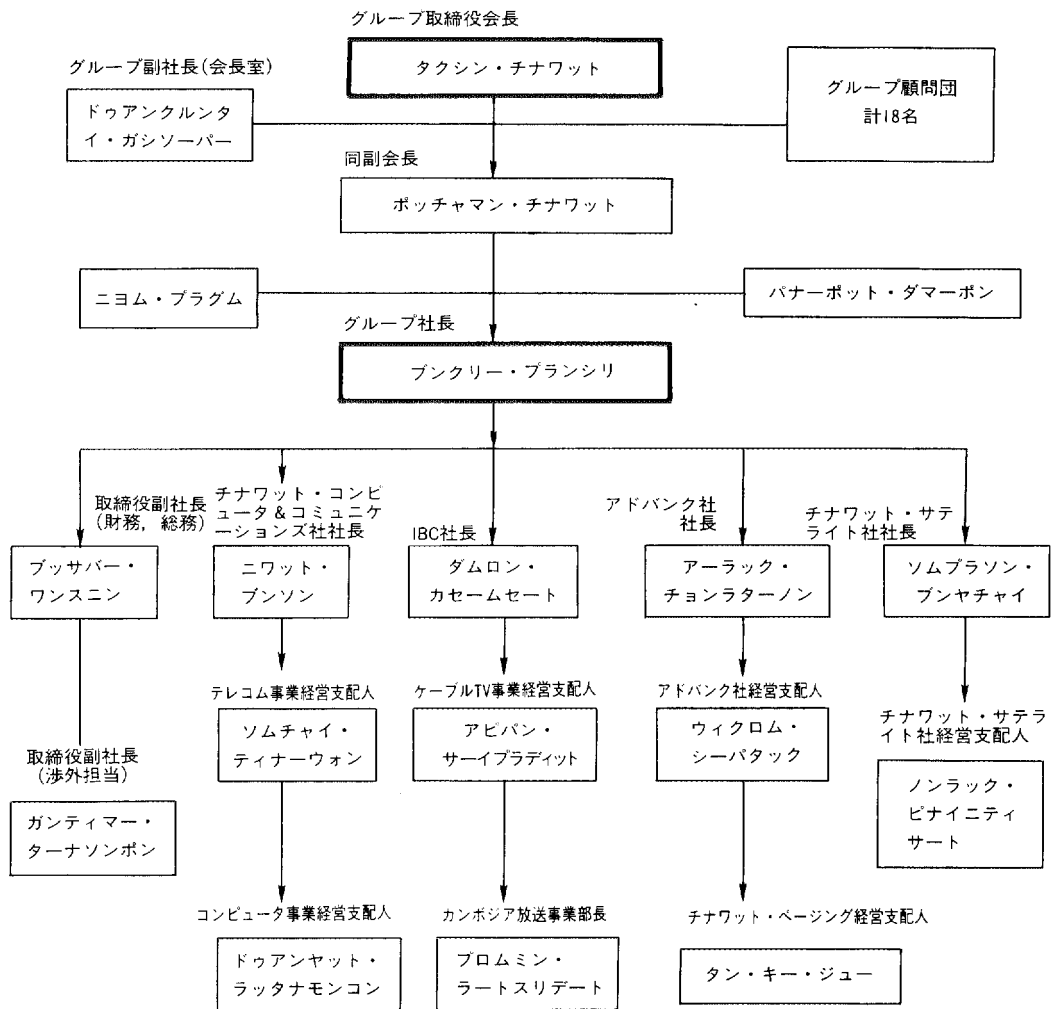 グループ取締役会長
タクシン・チナワット
グループ副社長(会長室)
ドゥアンクルンタ
イ・ガシソーパー
グループ顧問団
計18名
同副会長
ポッチャマン・チナワット
ニヨム・プラグム
パナーポット・ダマーポン
グループ社長
ブンクリー・プランシリ
取締役副社長
(財務，総務)
ブッサバー・
ワンスニン
チナワット・コンピ
ュータ&コミュニケ
ーションズ社社長
ニワット・
ブンソン
IBC社長
ダムロン・
カセームセート
アドバンク社
社長
アーラック・
チョンラターノン
チナワット・サテ
ライト社社長
ソムプラソン・
ブンヤチャイ
取締役副社長
(渉外担当)
ガンティマー・
ターナソンポン
テレコム事業経営支配人
ソムチャイ・
ティナーウォン
ケーブルTV事業経営支配人
アピバン・
サーイプラディット
アドバンク社経営支配人
ウィクロム・
シーパタック
チナワット・サテラ
イト社経営支配人
ノンラック・
ピナイニティ
サート
コンピュータ事業経営支配人
ドゥアンヤット・
ラッタナモンコン
カンボジア放送事業部長
プロムミン・
ラートスリデート
チナワット・ページング経営支配人
タン・キー・ジュー